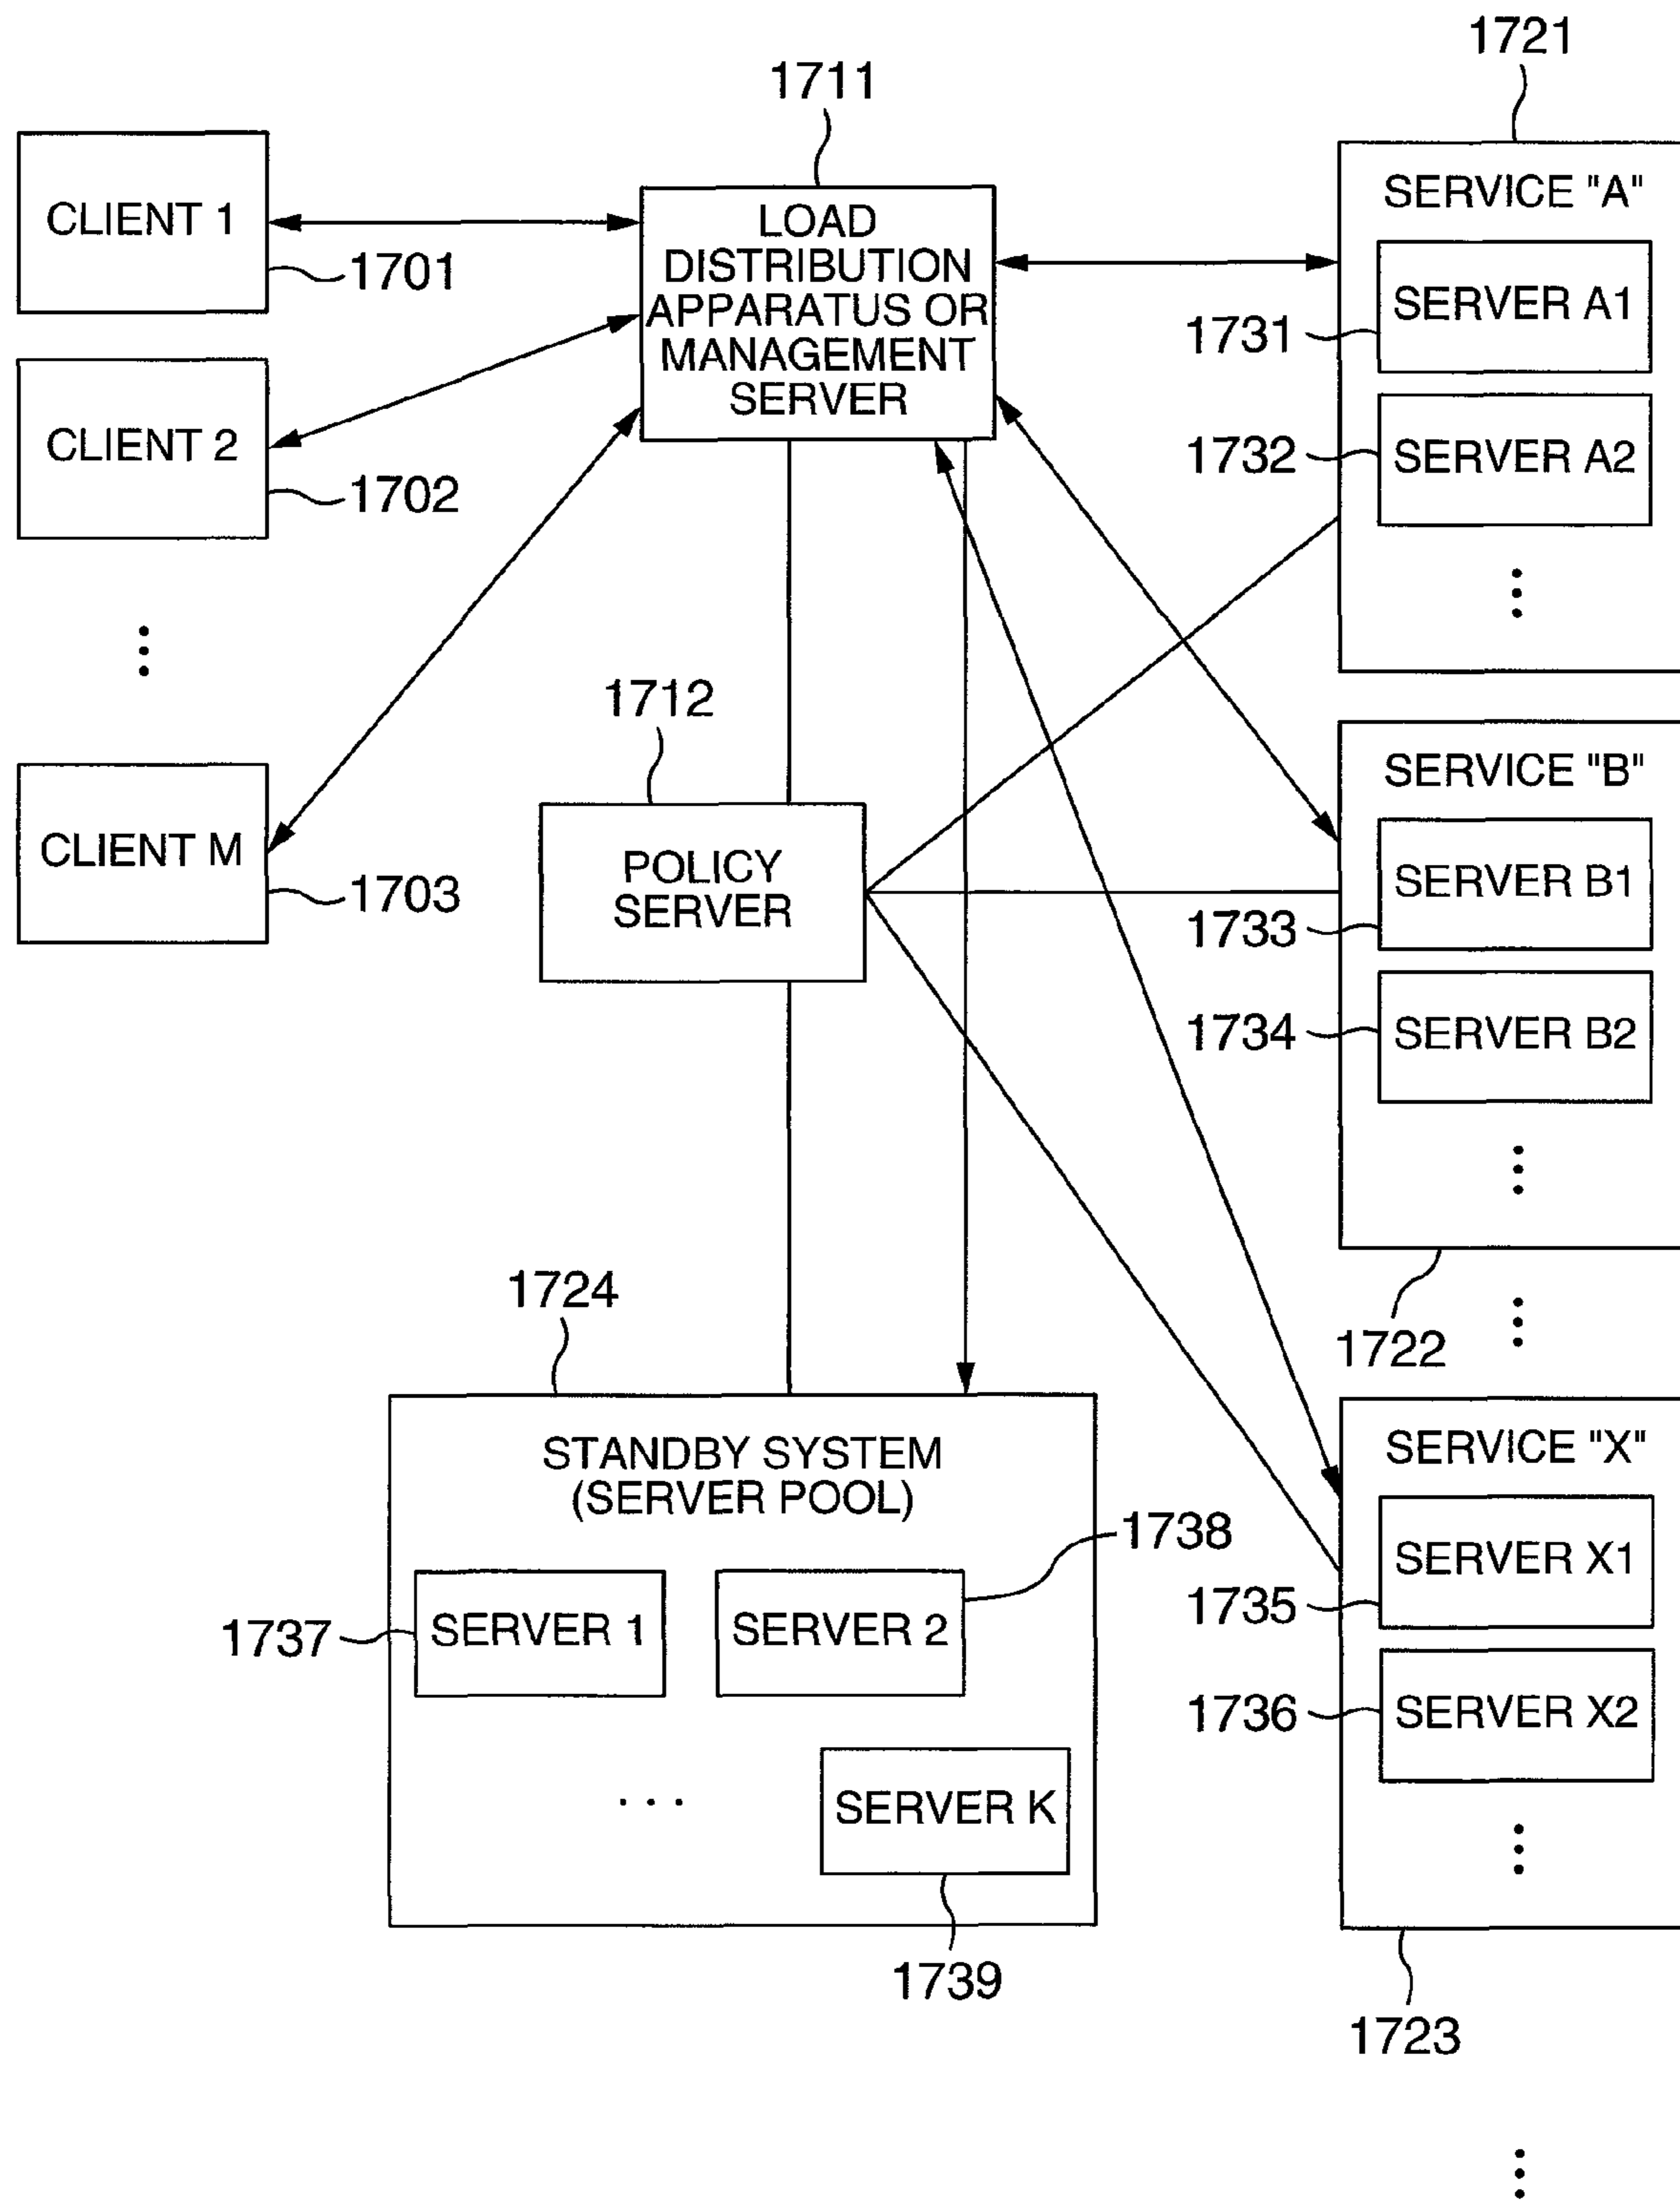 1721
1711
SERVICE "A"
CLIENT 1
1701
LOAD
DISTRIBUTION
APPARATUS OR
MANAGEMENT
SERVER
SERVER A1
1731
CLIENT 2
1702
1732
SERVER A2
1712
SERVICE "B"
CLIENT M
1703
POLICY
SERVER
SERVER B1
1733
1734
SERVER B2
1724
1722
STANDBY SYSTEM
(SERVER POOL)
SERVICE "X"
1738
SERVER X1
1735
1737
SERVER 1
SERVER 2
1736
SERVER X2
SERVER K
1739
1723